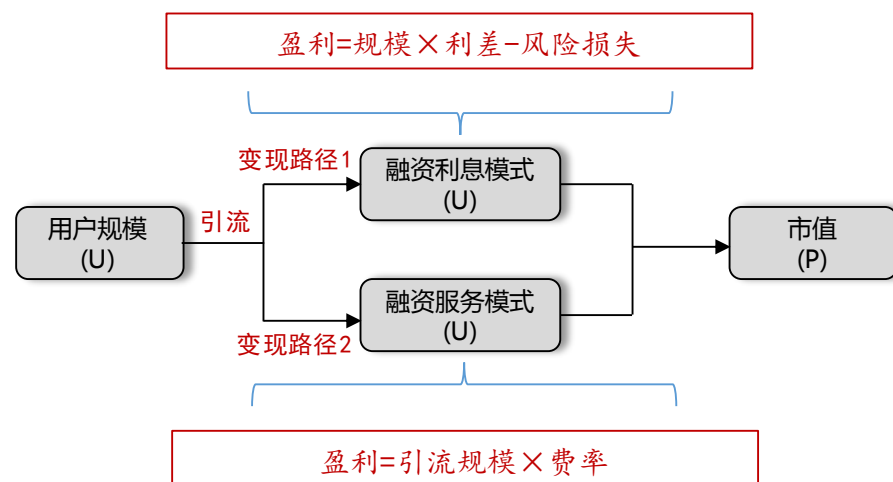 盈利=规模×利差-风险损失
变现路径1
融资利息模式
(U)
用户规模
(U)
引流
市值
(P)
融资服务模式
(U)
变现路径2
盈利=引流规模×费率